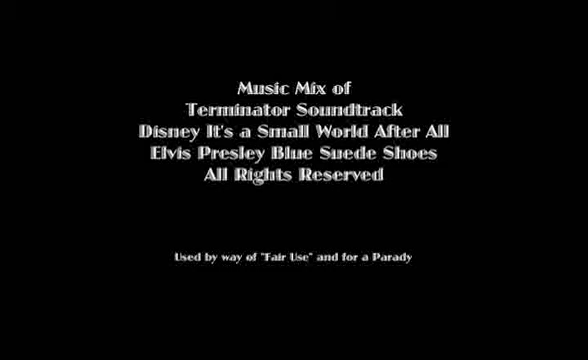 Music Mix of
Terminator Soundtrack
Disney It's a Small World After All
Elvis Presley Blue Suede Shoes
All Rights Reserved
Used by way of "Fair Use" and for a Parady